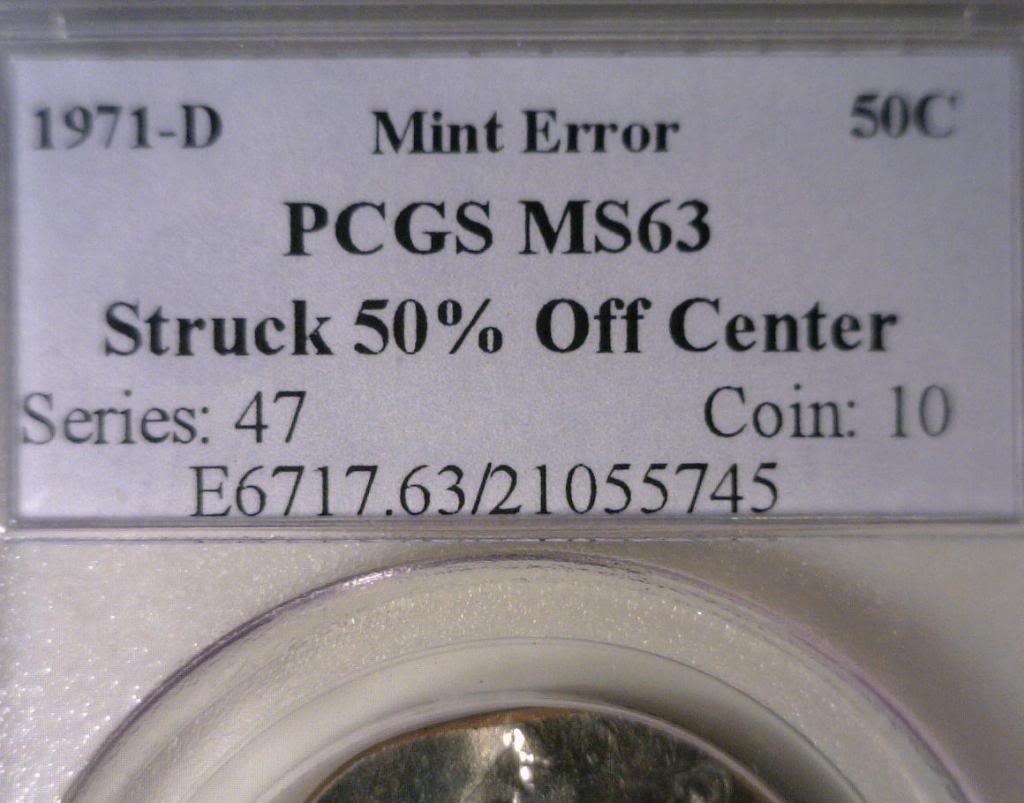 1971-D Mint Error 50C
PCGS MS63
Struck 50% Off Center
Series: 47 Coin: 10
E6717.63/21055745